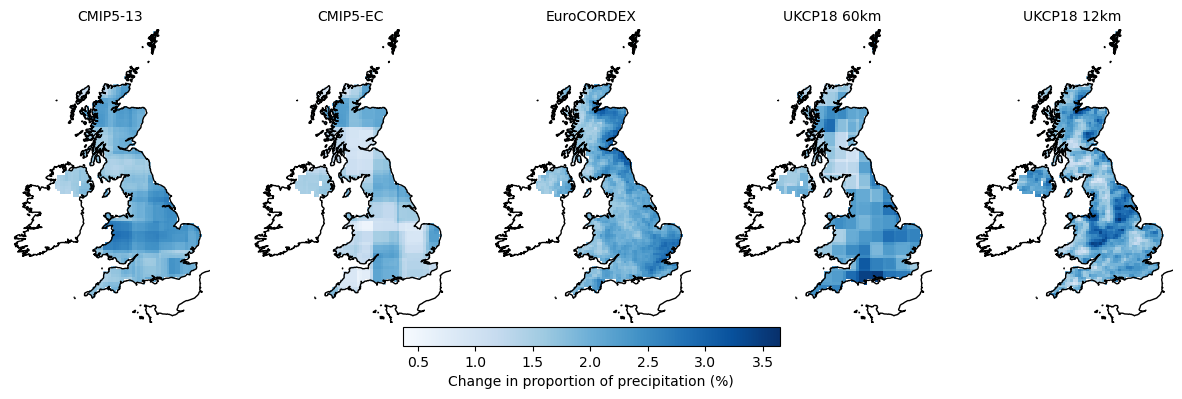 CMIP5-13 CMIP5-EC EuroCORDEX UKCP18 60km UKCP18 12km
0.5 1.0 1.5 2.0 2.5 3.0 3.5
Change in proportion of precipitation (%)